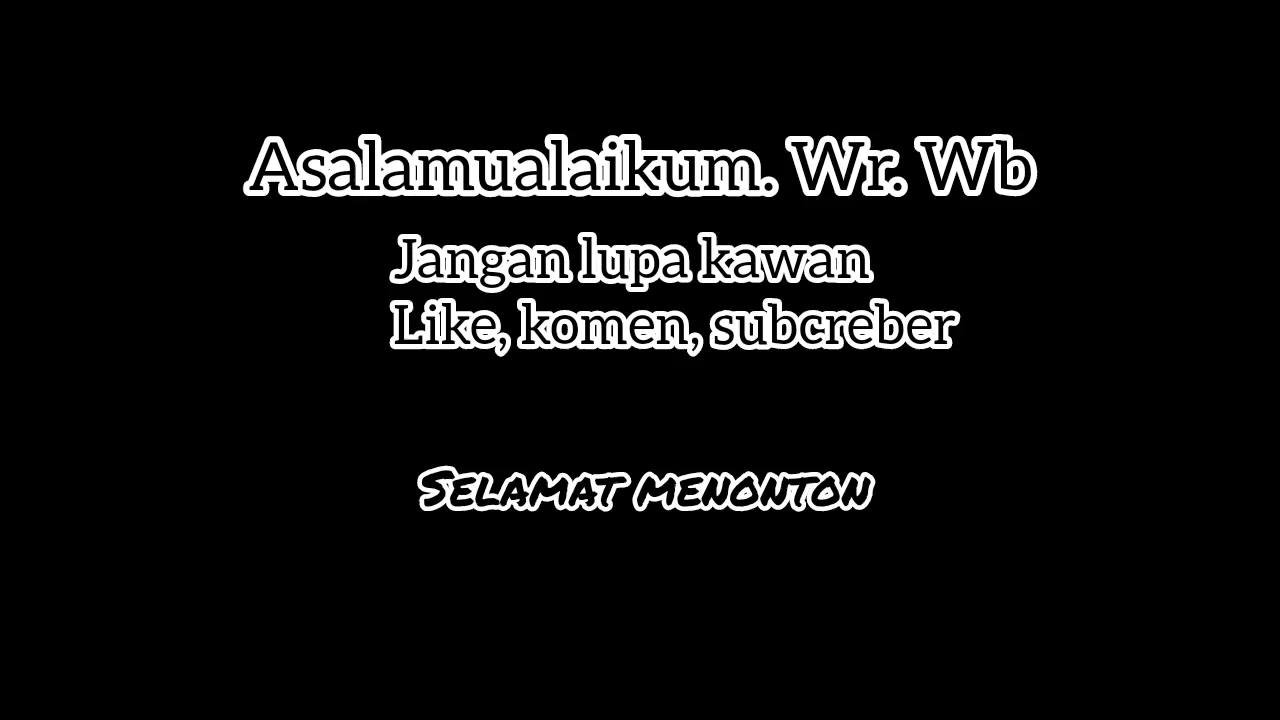 Asalamualaikum. Wr. Wb
Jangan lupa kawan
Like, komen, subcreber
Selamat menonton